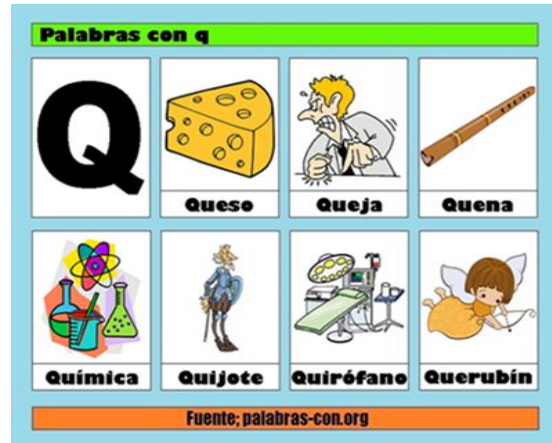 Palabras con q
Q
Queso
Queja
Quena
Química
Quijote
Quirófano
Querubín
Fuente; palabras-con.org